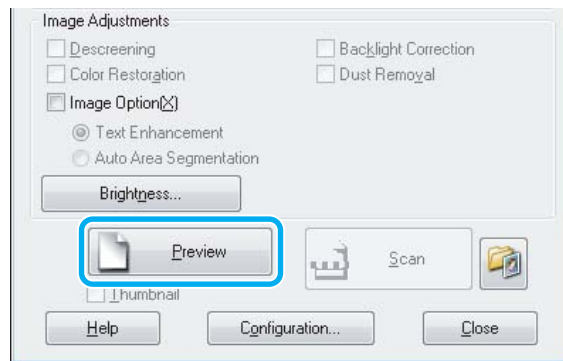 Image Adjustments
Descreening Backlight Correction
Color Restoration Dust Removal
Image Option(X)
Text Enhancement
Auto Area Segmentation
Brightness...
Preview Scan
Thumbnail
Help Configuration... Close